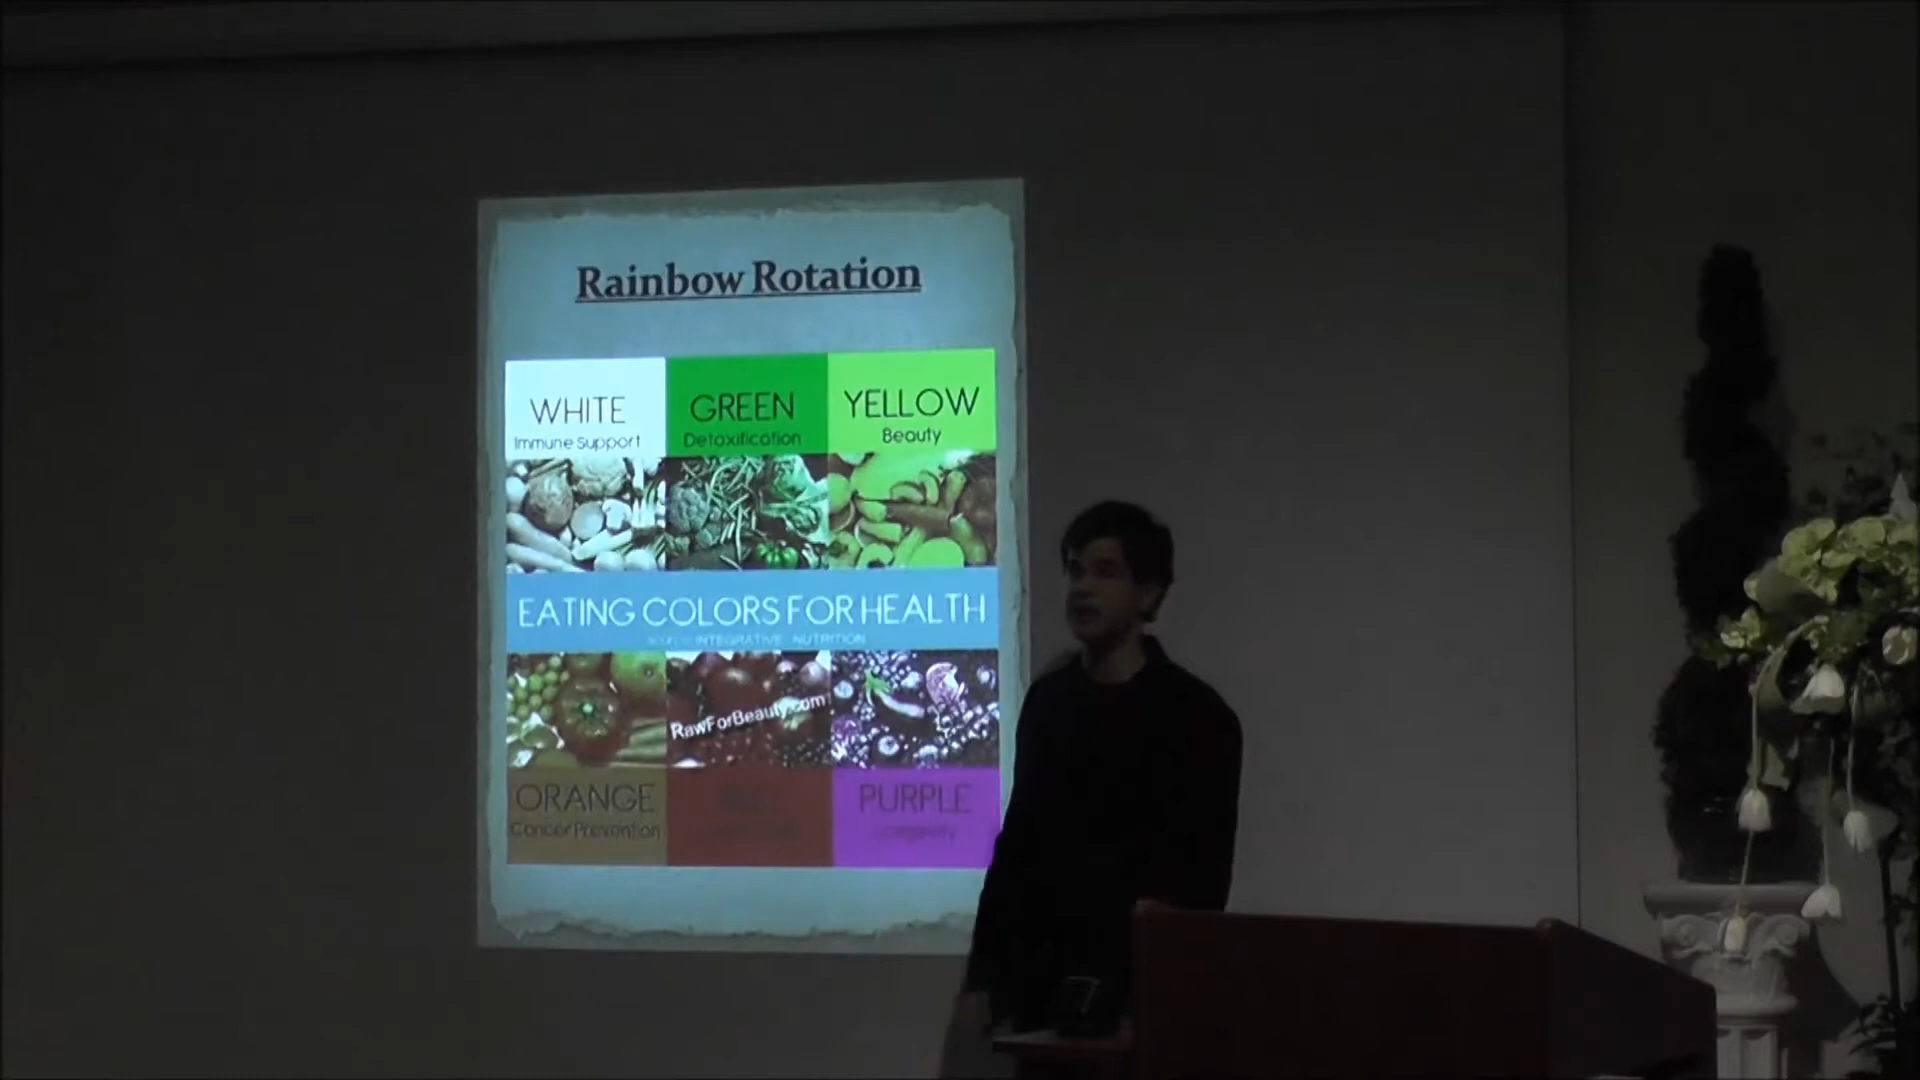 Rainbow Rotation
WHITE
Immune Support
GREEN
Detoxification
YELLOW
Beauty
EATING COLORS FOR HEALTH
INTEGRATIVE NUTRITION
RawForBeauty.com
ORANGE
Cancer Prevention
PURPLE
Longevity